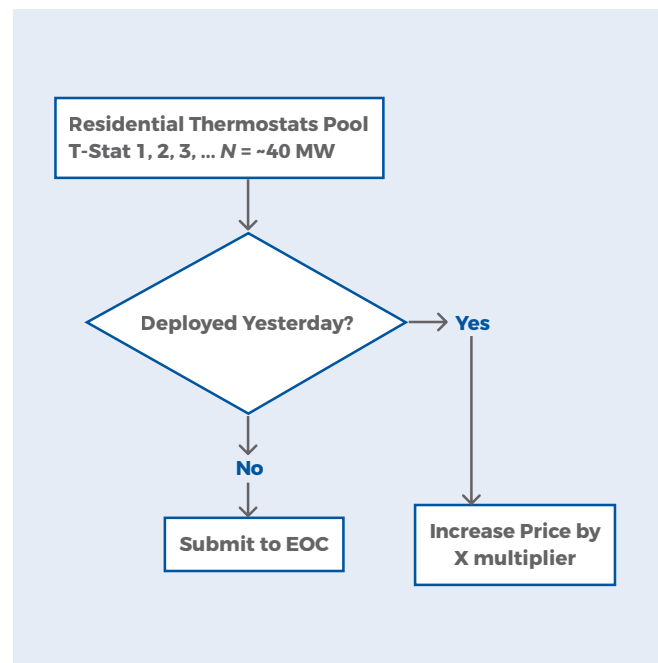 Residential Thermostats Pool
T-Stat 1, 2, 3, ... N = ~40 MW
Deployed Yesterday?
Yes
No
Submit to EOC
Increase Price by
X multiplier